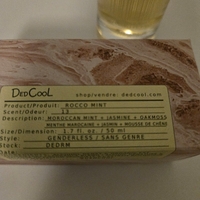 DEDCOOL shop/vendre: dedcool.com
Product/Produit: ROCCO MINT
Scent/Odeur: 13
Description: MOROCCAN MINT + JASMINE + OAKMOSS
MENTHE MAROCAINE + JASMIN + MOUSSE DE CHÊNE
Size/Dimension: 1.7 fl. oz / 50 ml
Style: GENDERLESS / SANS GENRE
Stock: DEDRM